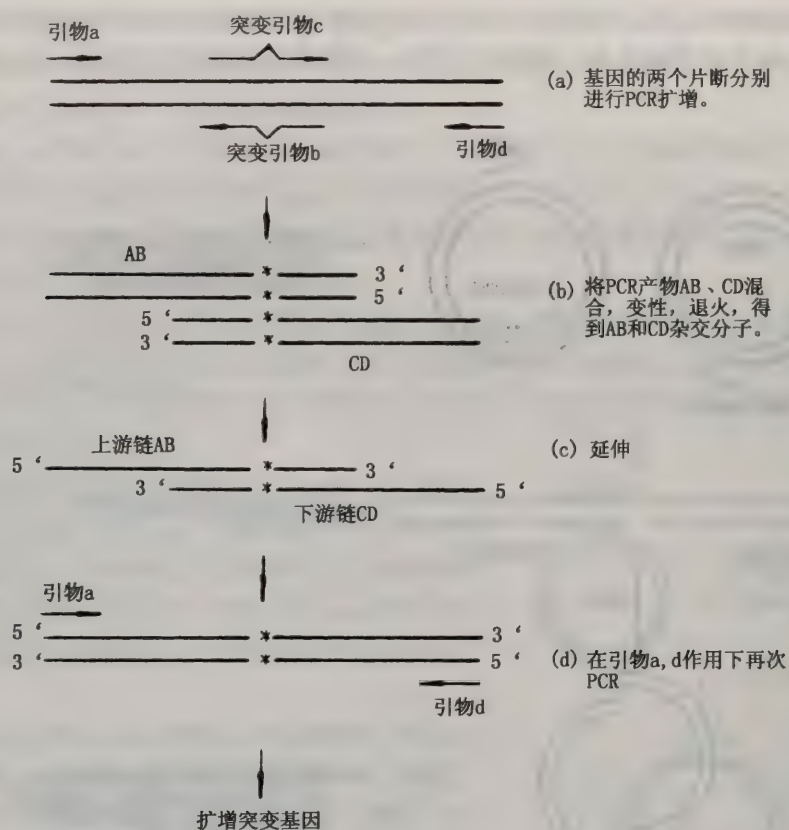 引物a
突变引物c
(a) 基因的两个片断分别
进行PCR扩增。
突变引物b
引物d
AB
* 3 ‘
* 5 ‘
5 ‘ *
3 ‘ *
CD
(b) 将PCR产物AB、CD混
合，变性，退火，得
到AB和CD杂交分子。
上游链AB
5 ‘ * 3 ‘
3 ‘ * 5 ‘
下游链CD
(c) 延伸
引物a
5 ‘ * 3 ‘
3 ‘ * 5 ‘
引物d
(d) 在引物a,d作用下再次
PCR
扩增突变基因